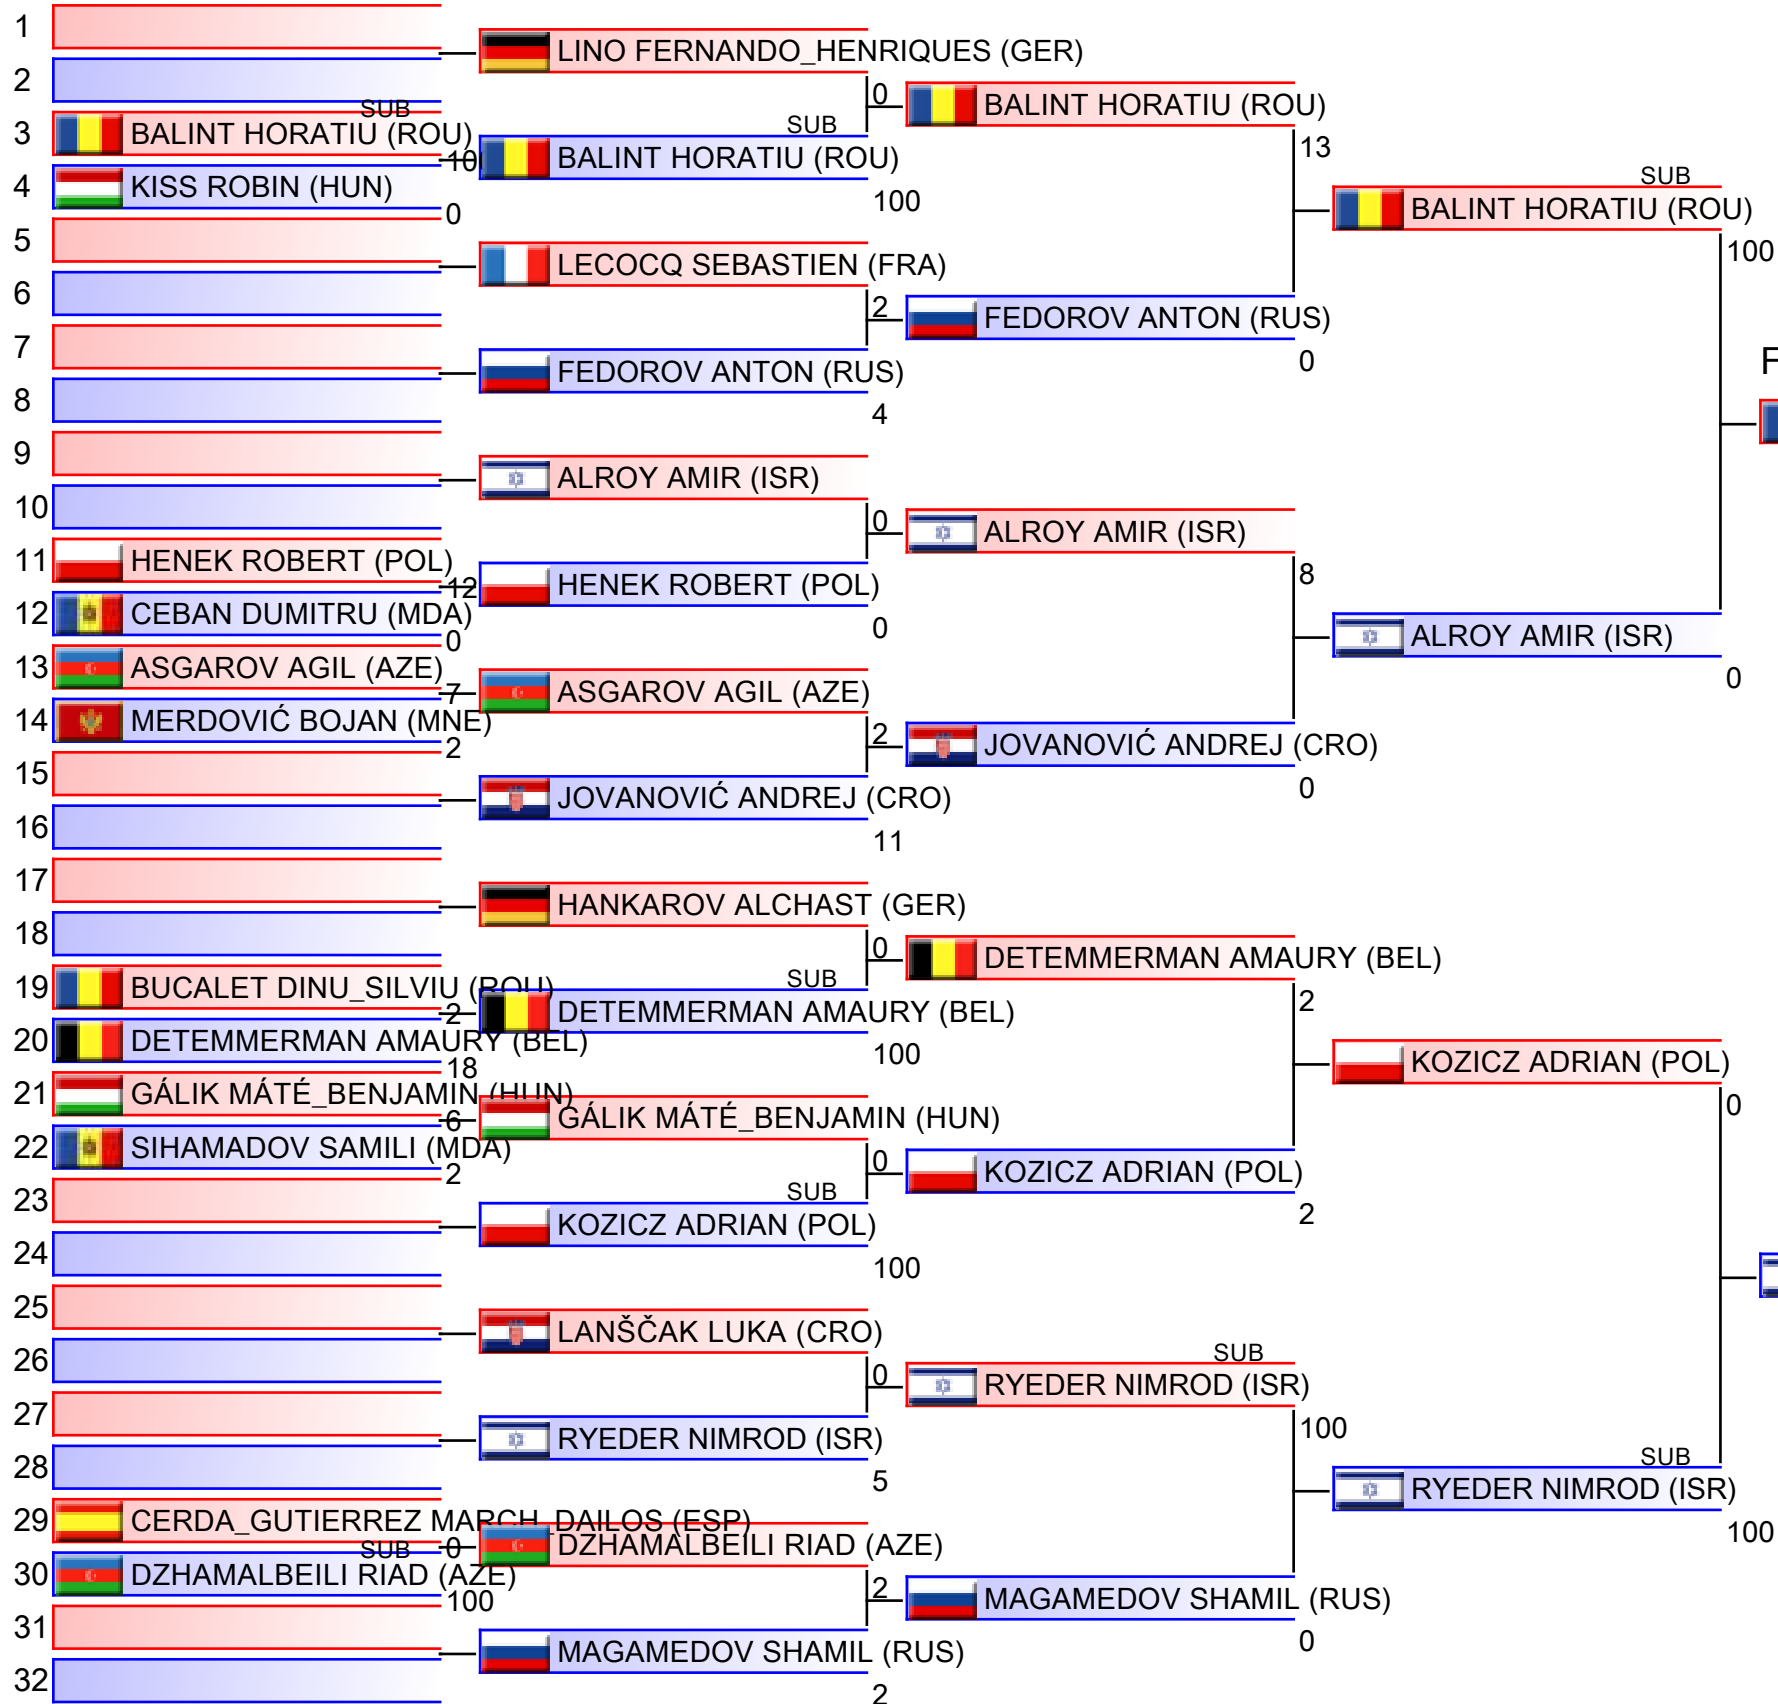 1
LINO FERNANDO_HENRIQUES (GER)
2
0
BALINT HORATIU (ROU)
SUB
3
BALINT HORATIU (ROU)
SUB
13
BALINT HORATIU (ROU)
4
KISS ROBIN (HUN)
100
SUB
0
BALINT HORATIU (ROU)
5
100
LECOCQ SEBASTIEN (FRA)
6
2
FEDOROV ANTON (RUS)
7
0
F
FEDOROV ANTON (RUS)
8
4
9
ALROY AMIR (ISR)
10
0
ALROY AMIR (ISR)
11
HENEK ROBERT (POL)
12
HENEK ROBERT (POL)
8
12
CEBAN DUMITRU (MDA)
0
0
ALROY AMIR (ISR)
13
ASGAROV AGIL (AZE)
7
ASGAROV AGIL (AZE)
0
14
MERDOVIĆ BOJAN (MNE)
2
2
JOVANOVIĆ ANDREJ (CRO)
15
0
JOVANOVIĆ ANDREJ (CRO)
16
11
17
HANKAROV ALCHAST (GER)
18
0
DETEMMERMAN AMAURY (BEL)
19
BUCALET DINU_SILVIU (ROU)
SUB
2
2
DETEMMERMAN AMAURY (BEL)
20
DETEMMERMAN AMAURY (BEL)
100
18
KOZICZ ADRIAN (POL)
21
GÁLIK MÁTÉ_BENJAMIN (HUN)
0
6
GÁLIK MÁTÉ_BENJAMIN (HUN)
22
SIHAMADOV SAMILI (MDA)
2
0
KOZICZ ADRIAN (POL)
23
SUB
2
KOZICZ ADRIAN (POL)
24
100
25
LANŠČAK LUKA (CRO)
26
SUB
0
RYEDER NIMROD (ISR)
27
100
RYEDER NIMROD (ISR)
28
SUB
5
RYEDER NIMROD (ISR)
29
CERDA_GUTIERREZ MARCH_DAILOS (ESP)
100
SUB
0
DZHAMALBEILI RIAD (AZE)
30
DZHAMALBEILI RIAD (AZE)
100
2
MAGAMEDOV SHAMIL (RUS)
31
0
MAGAMEDOV SHAMIL (RUS)
32
2